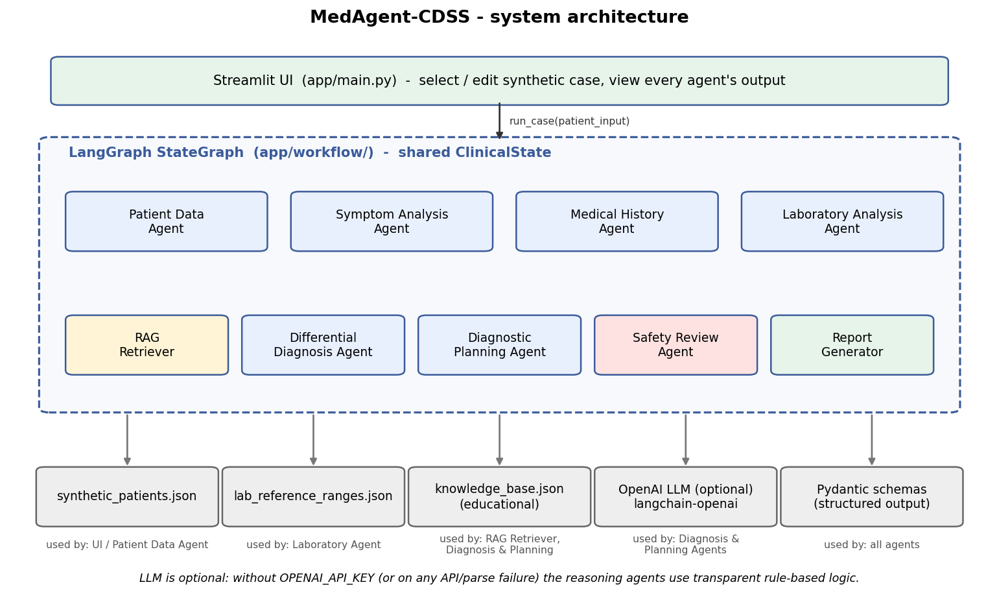 MedAgent-CDSS - system architecture
Streamlit UI  (app/main.py)  -  select / edit synthetic case, view every agent's output
run_case(patient_input)
LangGraph StateGraph  (app/workflow/)  -  shared ClinicalState
Patient Data
Agent
Symptom Analysis
Agent
Medical History
Agent
Laboratory Analysis
Agent
RAG
Retriever
Differential
Diagnosis Agent
Diagnostic
Planning Agent
Safety Review
Agent
Report
Generator
synthetic_patients.json
lab_reference_ranges.json
knowledge_base.json
(educational)
OpenAI LLM (optional)
langchain-openai
Pydantic schemas
(structured output)
used by: UI / Patient Data Agent
used by: Laboratory Agent
used by: RAG Retriever,
Diagnosis & Planning
used by: Diagnosis &
Planning Agents
used by: all agents
LLM is optional: without OPENAI_API_KEY (or on any API/parse failure) the reasoning agents use transparent rule-based logic.